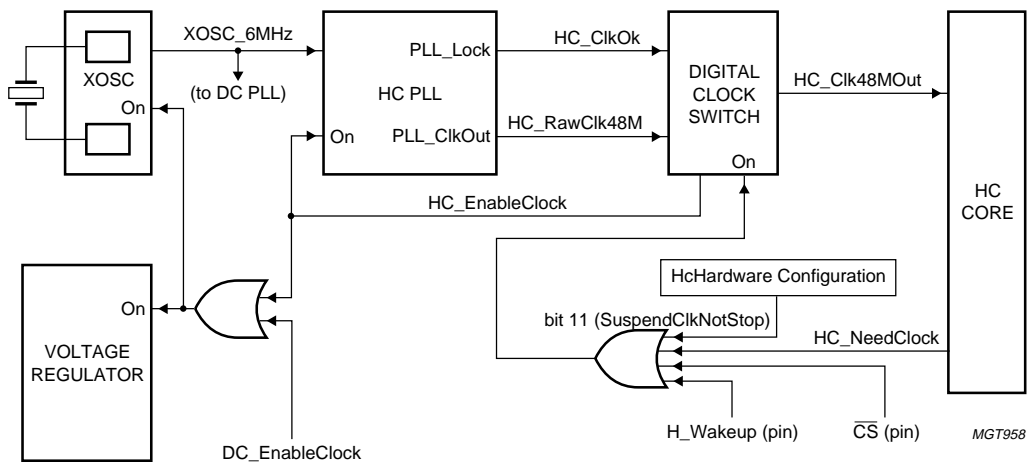 XOSC_6MHz
XOSC
On
(to DC PLL)
PLL_Lock
HC PLL
On
PLL_ClkOut
HC_ClkOk
HC_RawClk48M
DIGITAL
CLOCK
SWITCH
On
HC_Clk48MOut
HC
CORE
HC_EnableClock
HcHardware Configuration
On
VOLTAGE
REGULATOR
bit 11 (SuspendClkNotStop)
HC_NeedClock
DC_EnableClock
H_Wakeup (pin)
C̅S̅ (pin)
MGT958